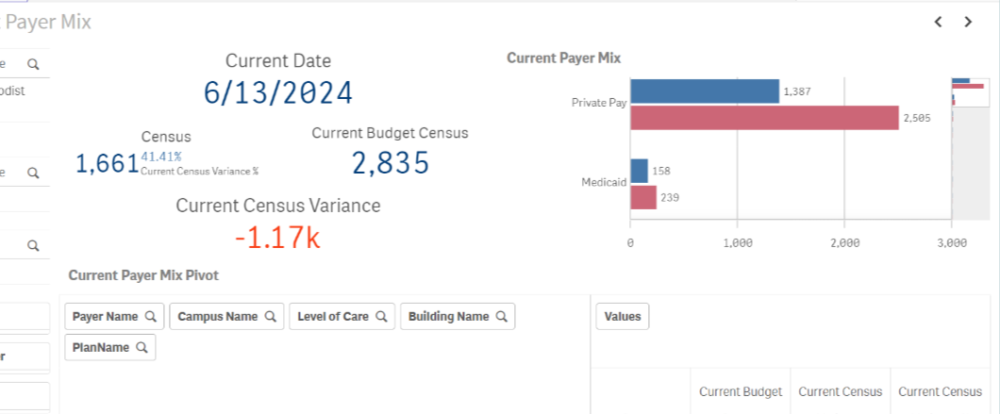 Payer Mix
e
odist
e
r
Current Date
6/13/2024
Census
1,661
41.41%
Current Census Variance %
Current Budget Census
2,835
Current Census Variance
-1.17k
Current Payer Mix
Private Pay
1,387
2,505
Medicaid
158
239
0 1,000 2,000 3,000
Current Payer Mix Pivot
Payer Name Campus Name Level of Care Building Name
PlanName
Values
Current Budget Current Census Current Census